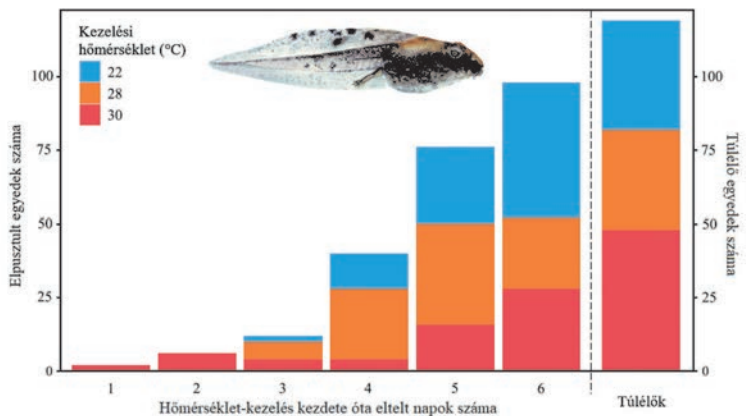 Kezelési
hőmérséklet (°C)
22
28
30
Elpusztult egyedek száma
100
75
50
25
0
100
75
50
25
0
Túlélő egyedek száma
1 2 3 4 5 6 Túlélők
Hőmérséklet-kezelés kezdete óta eltelt napok száma